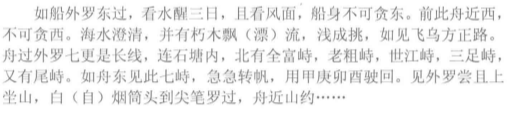 如船外罗东过，看水醒三日，且看风面，船身不可贪东。前此舟近西，
不可贪西。海水澄清，并有朽木飘（漂）流，浅成挑，如见飞鸟方正路。
舟过外罗七更是长线，连石塘内，北有全富峙，老粗峙，世江峙，三足峙，
又有尾峙。如舟东见此七峙，急急转帆，用甲庚卯酉驶回。见外罗尝且上
坐山，白（自）烟筒头到尖笔罗过，舟近山约……